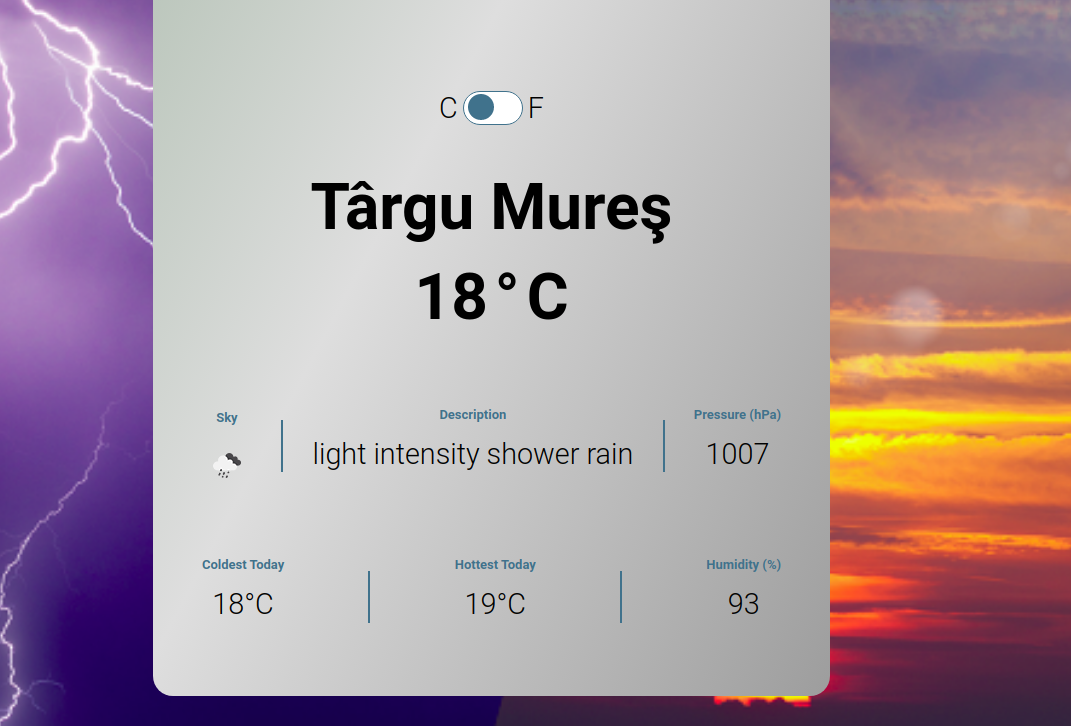 C F
Târgu Mureş
18°C
Sky
Description
Pressure (hPa)
light intensity shower rain
1007
Coldest Today
Hottest Today
Humidity (%)
18°C
19°C
93